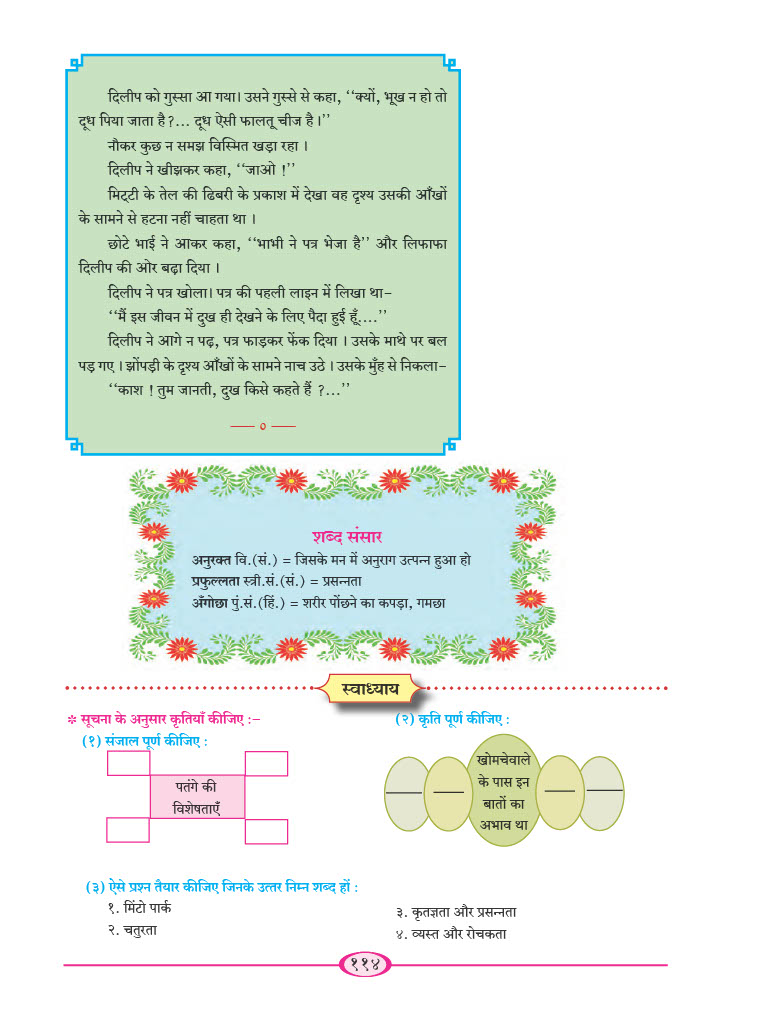 दिलीप को गुस्सा आ गया। उसने गुस्से से कहा, ‘‘क्यों, भूख न हो तो
दूध पिया जाता है ?... दूध ऐसी फालतू चीज है ।’’
नौकर कुछ न समझ विस्मित खड़ा रहा ।
दिलीप ने खीझकर कहा, ‘‘जाओ !’’
मिट्टी के तेल की ढिबरी के प्रकाश में देखा वह दृश्य उसकी आँखों
के सामने से हटना नहीं चाहता था ।
छोटे भाई ने आकर कहा, ‘‘भाभी ने पत्र भेजा है’’ और लिफाफा
दिलीप की ओर बढ़ा दिया ।
दिलीप ने पत्र खोला। पत्र की पहली लाइन में लिखा था–
‘‘मैं इस जीवन में दुख ही देखने के लिए पैदा हुई हूँ....’’
दिलीप ने आगे न पढ़, पत्र फाड़कर फेंक दिया । उसके माथे पर बल
पड़ गए । झोंपड़ी के दृश्य आँखों के सामने नाच उठे । उसके मुँह से निकला–
‘‘काश ! तुम जानती, दुख किसे कहते हैं ?...’’
०
शब्द संसार
अनुरक्त वि.(सं.) = जिसके मन में अनुराग उत्पन्न हुआ हो
प्रफुल्लता स्त्री.सं.(सं.) = प्रसन्नता
अँगोछा पुं.सं.(हिं.) = शरीर पोंछने का कपड़ा, गमछा
स्वाध्याय
* सूचना के अनुसार कृतियाँ कीजिए :–
(१) संजाल पूर्ण कीजिए :
पतंगे की
विशेषताएँ
(२) कृति पूर्ण कीजिए :
खोमचेवाले
के पास इन
बातों का
अभाव था
(३) ऐसे प्रश्न तैयार कीजिए जिनके उत्तर निम्न शब्द हों :
१. मिंटो पार्क
२. चतुरता
३. कृतज्ञता और प्रसन्नता
४. व्यस्त और रोचकता
११४